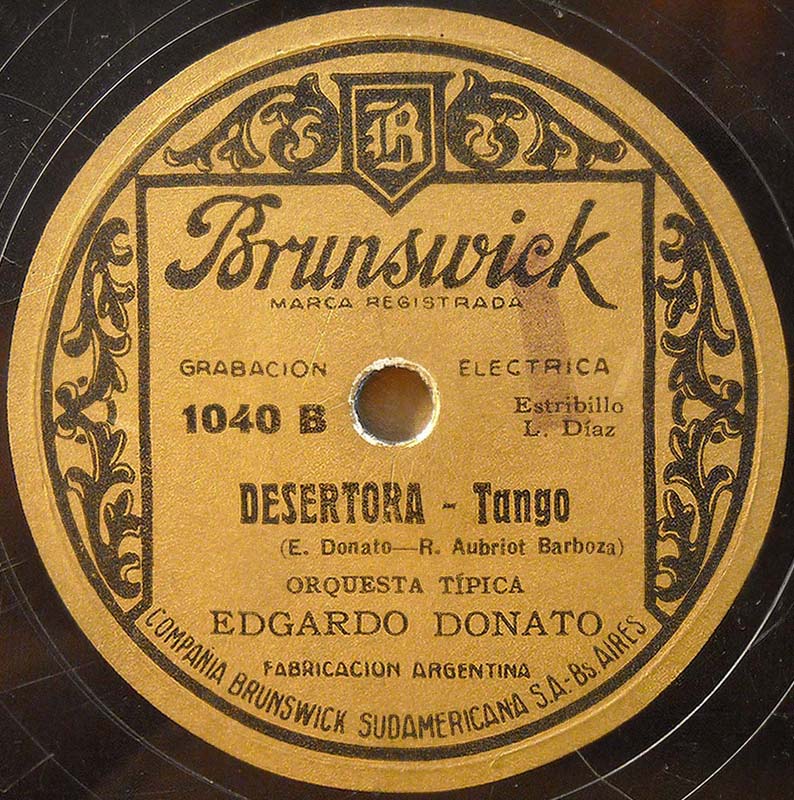 B
Brunswick
MARCA REGISTRADA
GRABACION ELECTRICA
1040 B
Estribillo
L. Díaz
DESERTORA - Tango
(E. Donato—R. Aubriot Barboza)
ORQUESTA TÍPICA
EDGARDO DONATO
FABRICACION ARGENTINA
COMPAÑIA BRUNSWICK SUDAMERICANA S.A.-Bs. AIRES